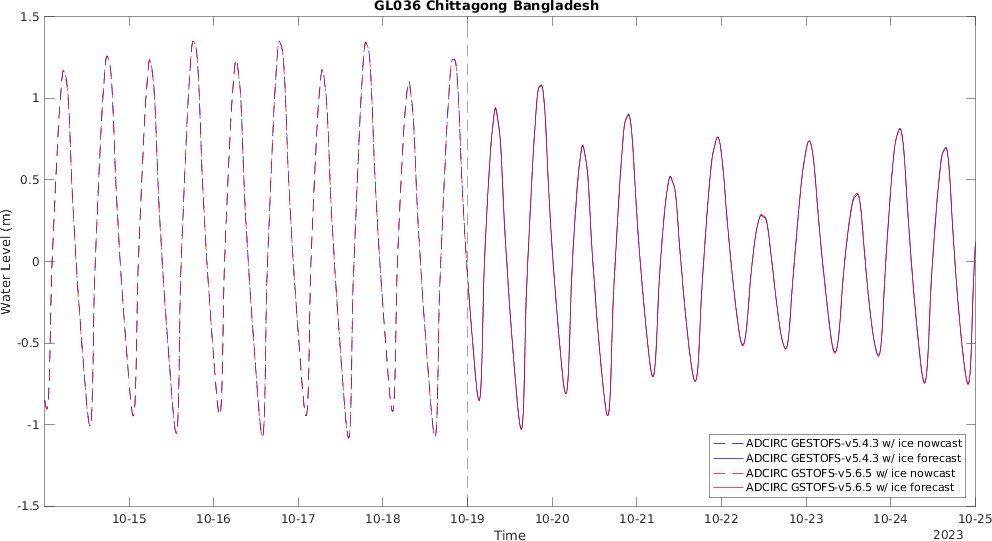 GL036 Chittagong Bangladesh
1.5
1
0.5
0
-0.5
-1
-1.5
Water Level (m)
10-15 10-16 10-17 10-18 10-19 10-20 10-21 10-22 10-23 10-24 10-25
Time
2023
ADCIRC GESTOFS-v5.4.3 w/ ice nowcast
ADCIRC GESTOFS-v5.4.3 w/ ice forecast
ADCIRC GSTOFS-v5.6.5 w/ ice nowcast
ADCIRC GSTOFS-v5.6.5 w/ ice forecast